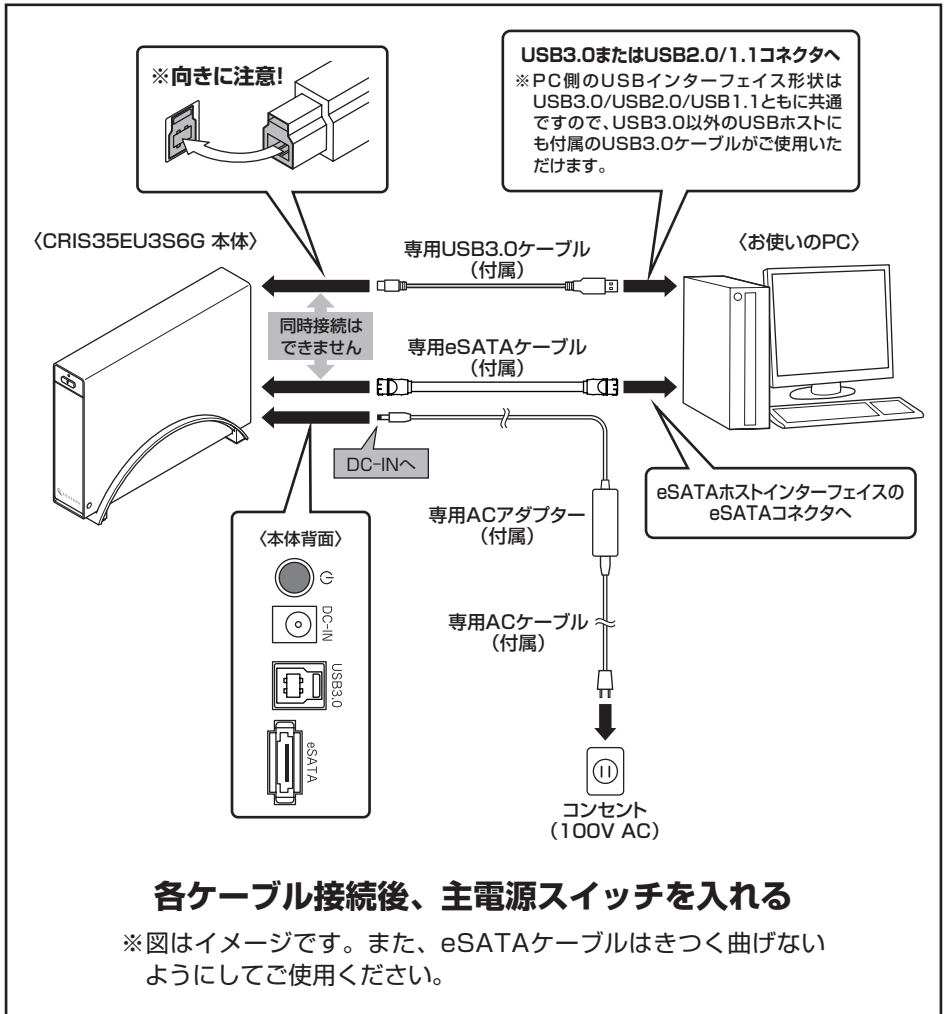 ※向きに注意!
USB3.0またはUSB2.0/1.1コネクタへ
※PC側のUSBインターフェイス形状は
USB3.0/USB2.0/USB1.1ともに共通
ですので、USB3.0以外のUSBホストに
も付属のUSB3.0ケーブルがご使用いた
だけます。
〈CRIS35EU3S6G 本体〉
専用USB3.0ケーブル
(付属)
〈お使いのPC〉
同時接続は
できません
専用eSATAケーブル
(付属)
DC-INへ
eSATAホストインターフェイスの
eSATAコネクタへ
専用ACアダプター
(付属)
〈本体背面〉
DC-IN
USB3.0
eSATA
専用ACケーブル
(付属)
コンセント
(100V AC)
各ケーブル接続後、主電源スイッチを入れる
※図はイメージです。また、eSATAケーブルはきつく曲げない
ようにしてご使用ください。